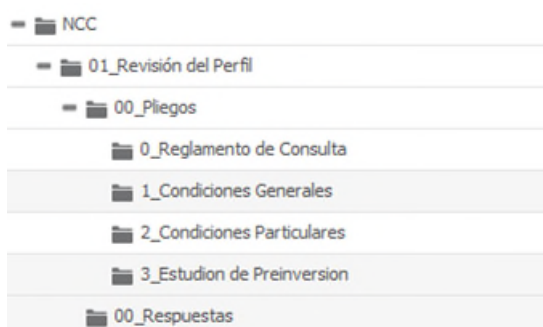 NCC
01_Revisión del Perfil
00_Pliegos
0_Reglamento de Consulta
1_Condiciones Generales
2_Condiciones Particulares
3_Estudion de Preinversion
00_Respuestas